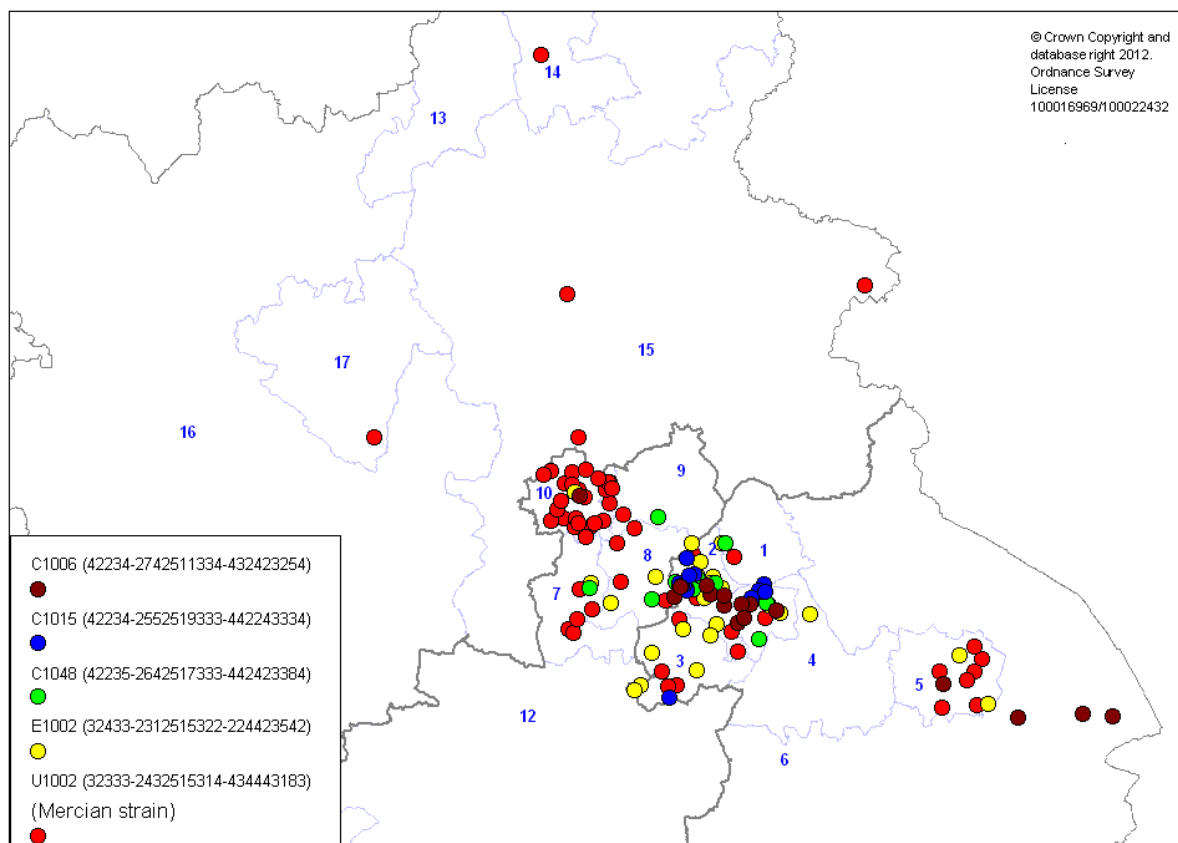 © Crown Copyright and
database right 2012.
Ordnance Survey
License
100016969/100022432
.
14
13
15
17
16
9
10
8
2
1
7
3
4
5
12
6
C1006 (42234-2742511334-432423254)
C1015 (42234-2552519333-442243334)
C1048 (42235-2642517333-442423384)
E1002 (32433-2312515322-224423542)
U1002 (32333-2432515314-434443183)
(Mercian strain)